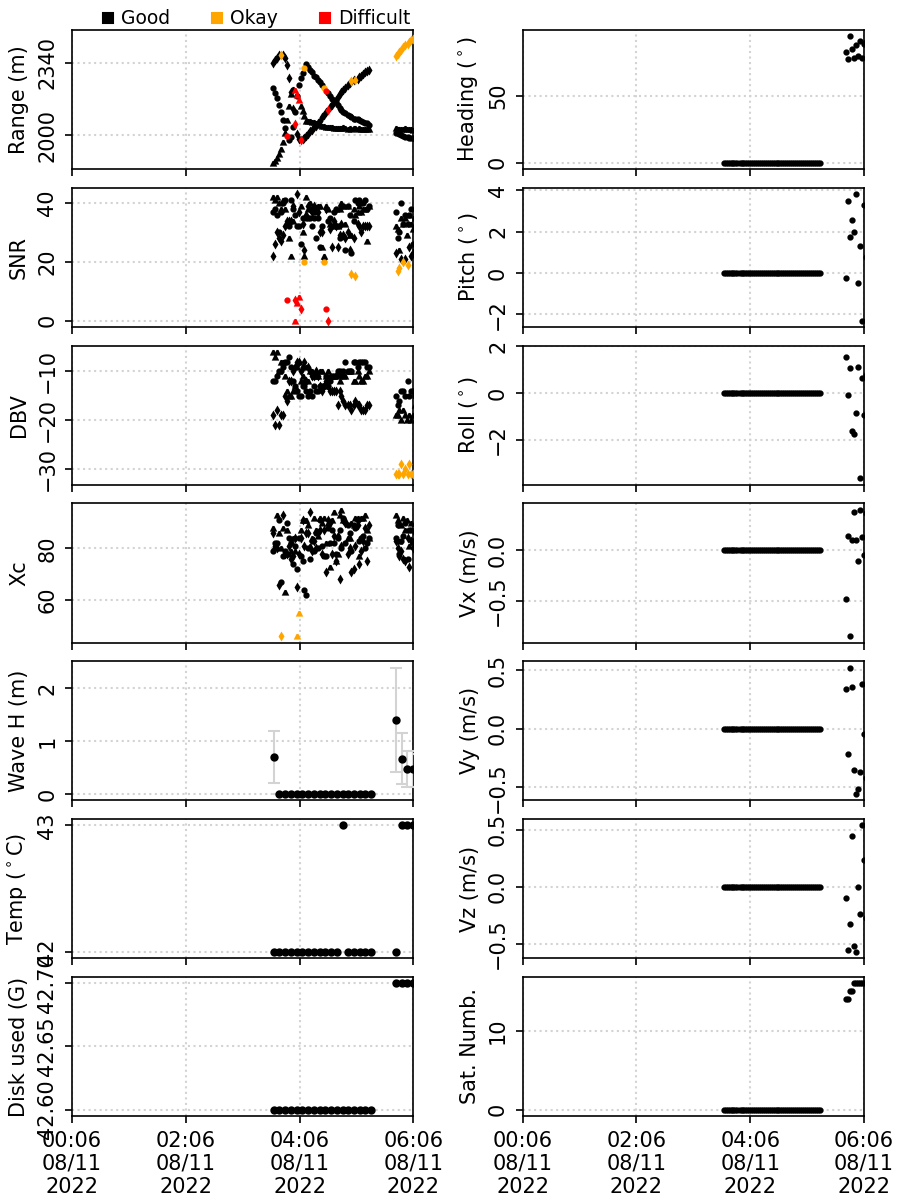 Good Okay Difficult
Range (m)
2340
2000
Heading (°)
50
0
SNR
40
20
0
Pitch (°)
4
2
0
−2
DBV
−10
−20
−30
Roll (°)
2
0
−2
Xc
80
60
Vx (m/s)
0.0
−0.5
Wave H (m)
2
1
0
Vy (m/s)
0.5
0.0
−0.5
Temp (°C)
43
42
Vz (m/s)
0.5
0.0
−0.5
Disk used (G)
42.70
42.65
42.60
Sat. Numb.
10
0
00:06 02:06 04:06 06:06 00:06 02:06 04:06 06:06
08/11 08/11 08/11 08/11 08/11 08/11 08/11 08/11
2022 2022 2022 2022 2022 2022 2022 2022